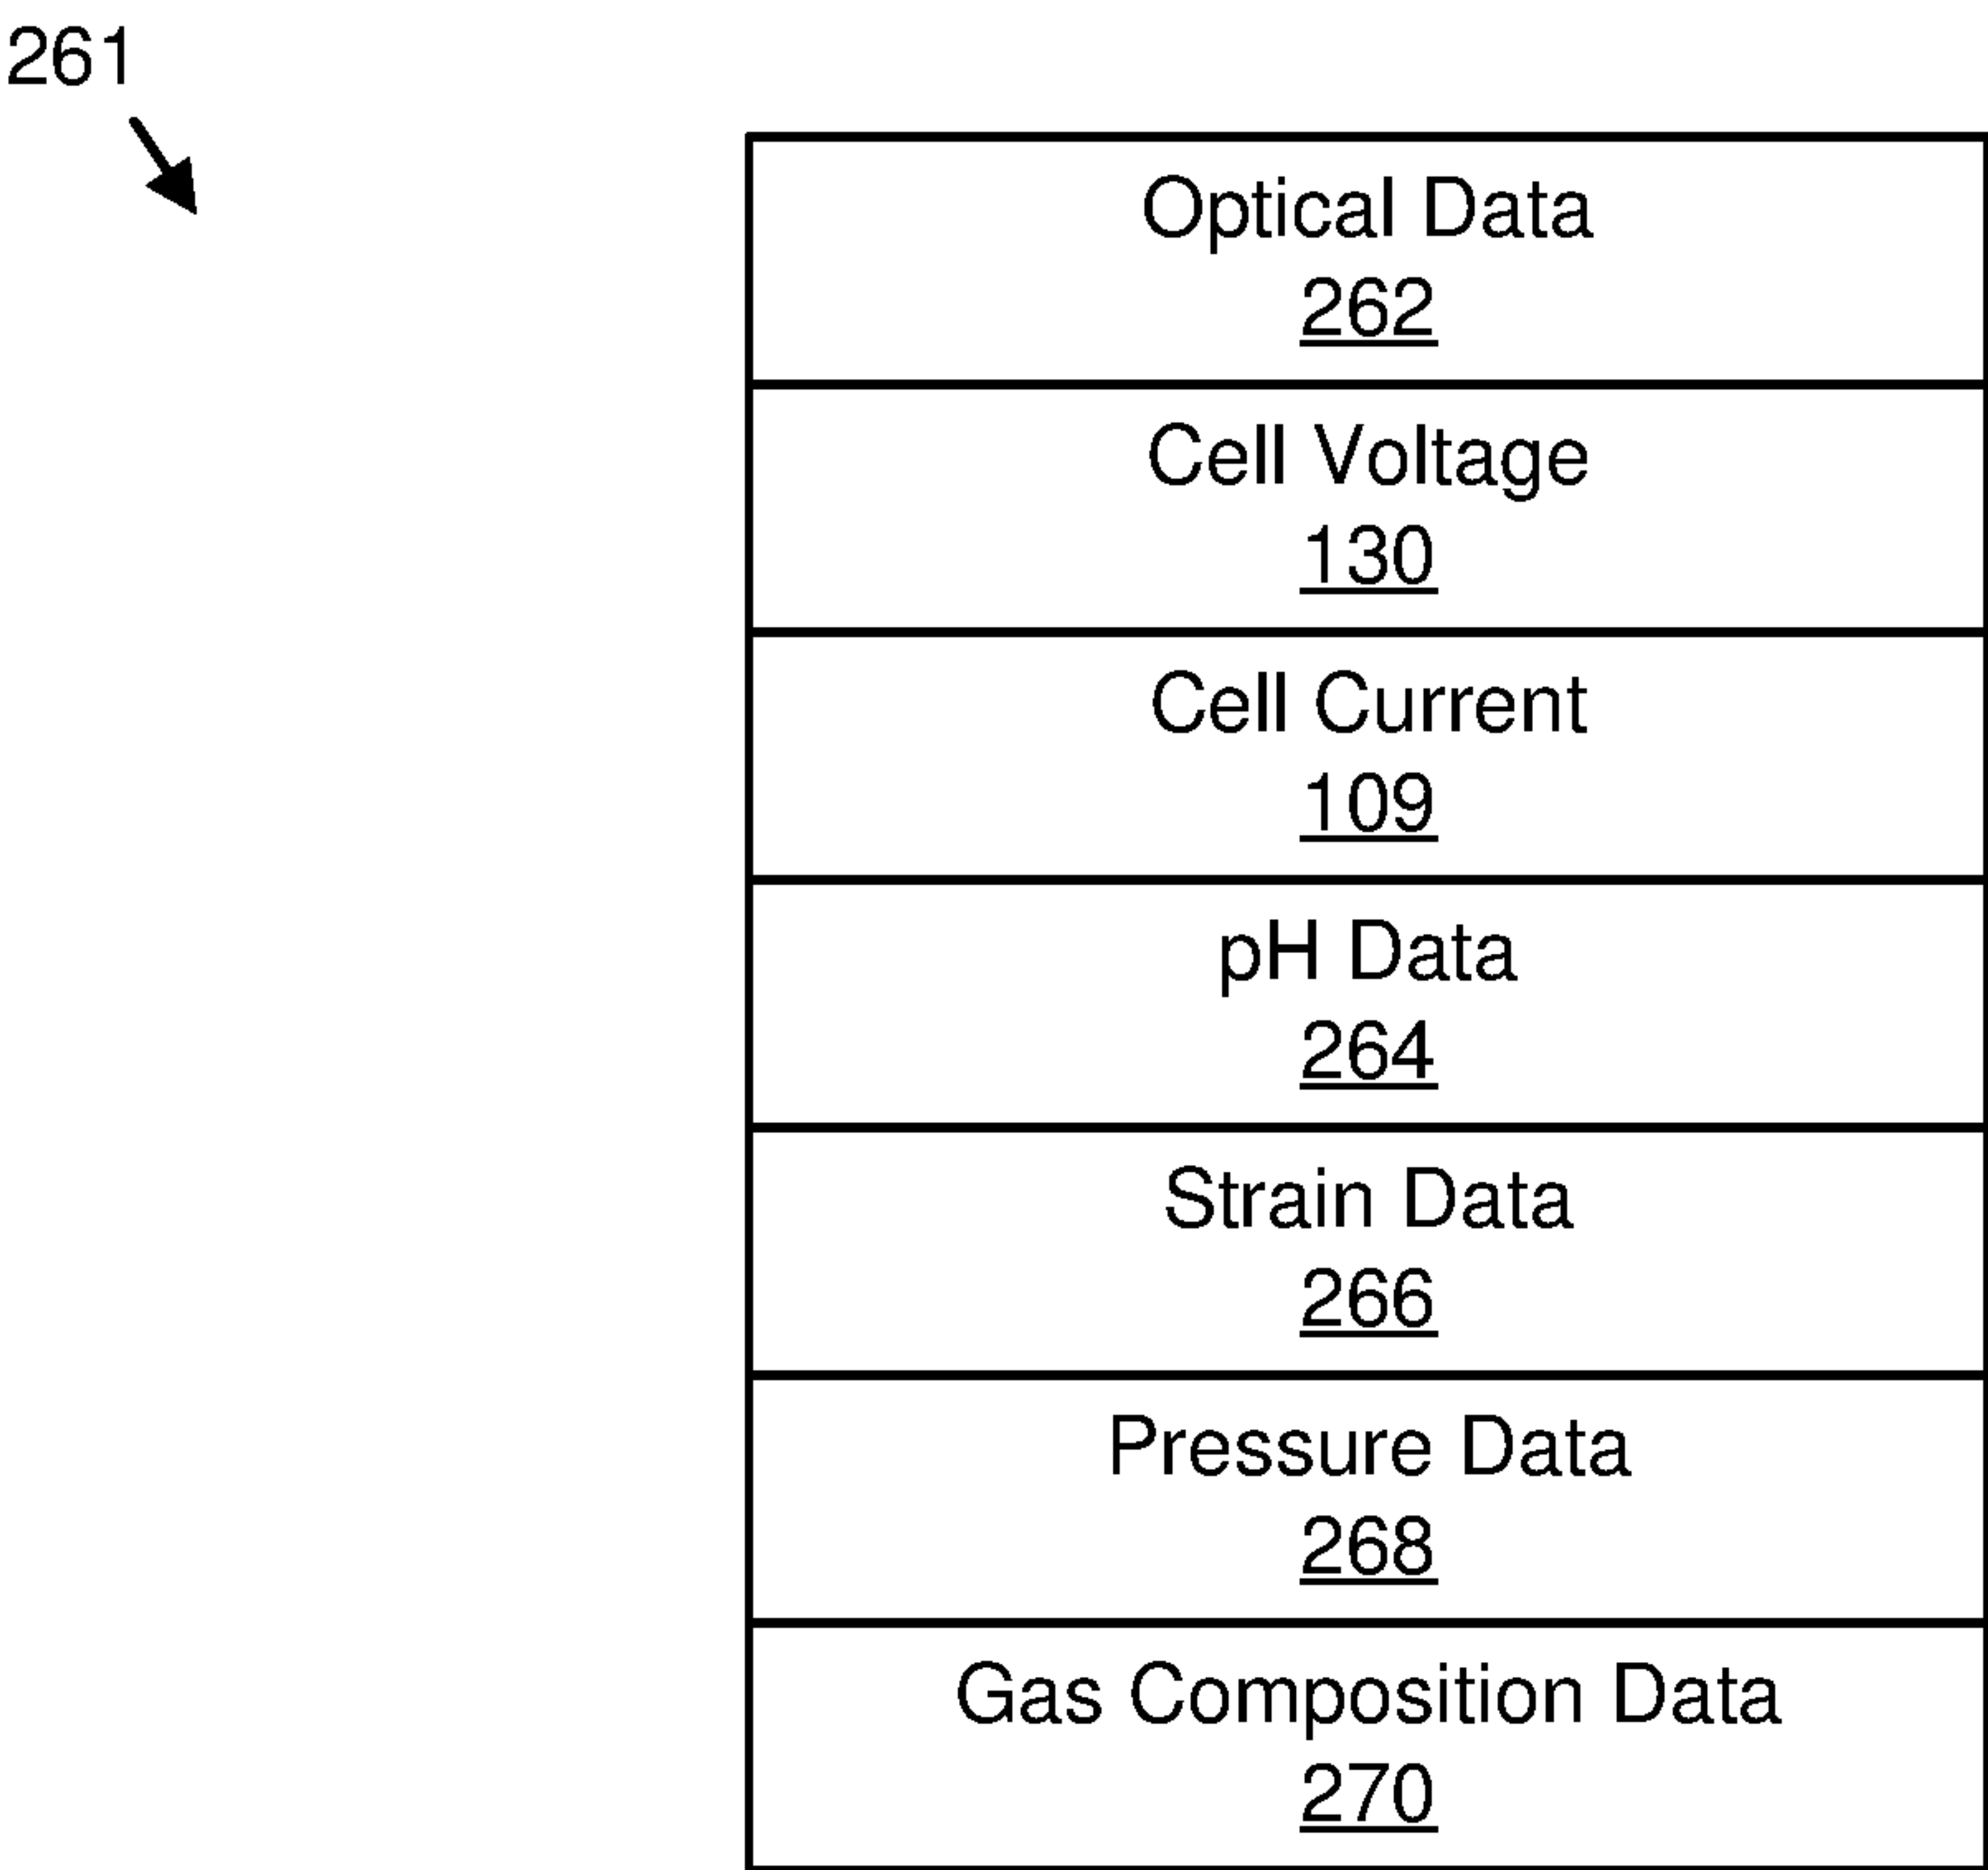 261
Optical Data
262
Cell Voltage
130
Cell Current
109
pH Data
264
Strain Data
266
Pressure Data
268
Gas Composition Data
270